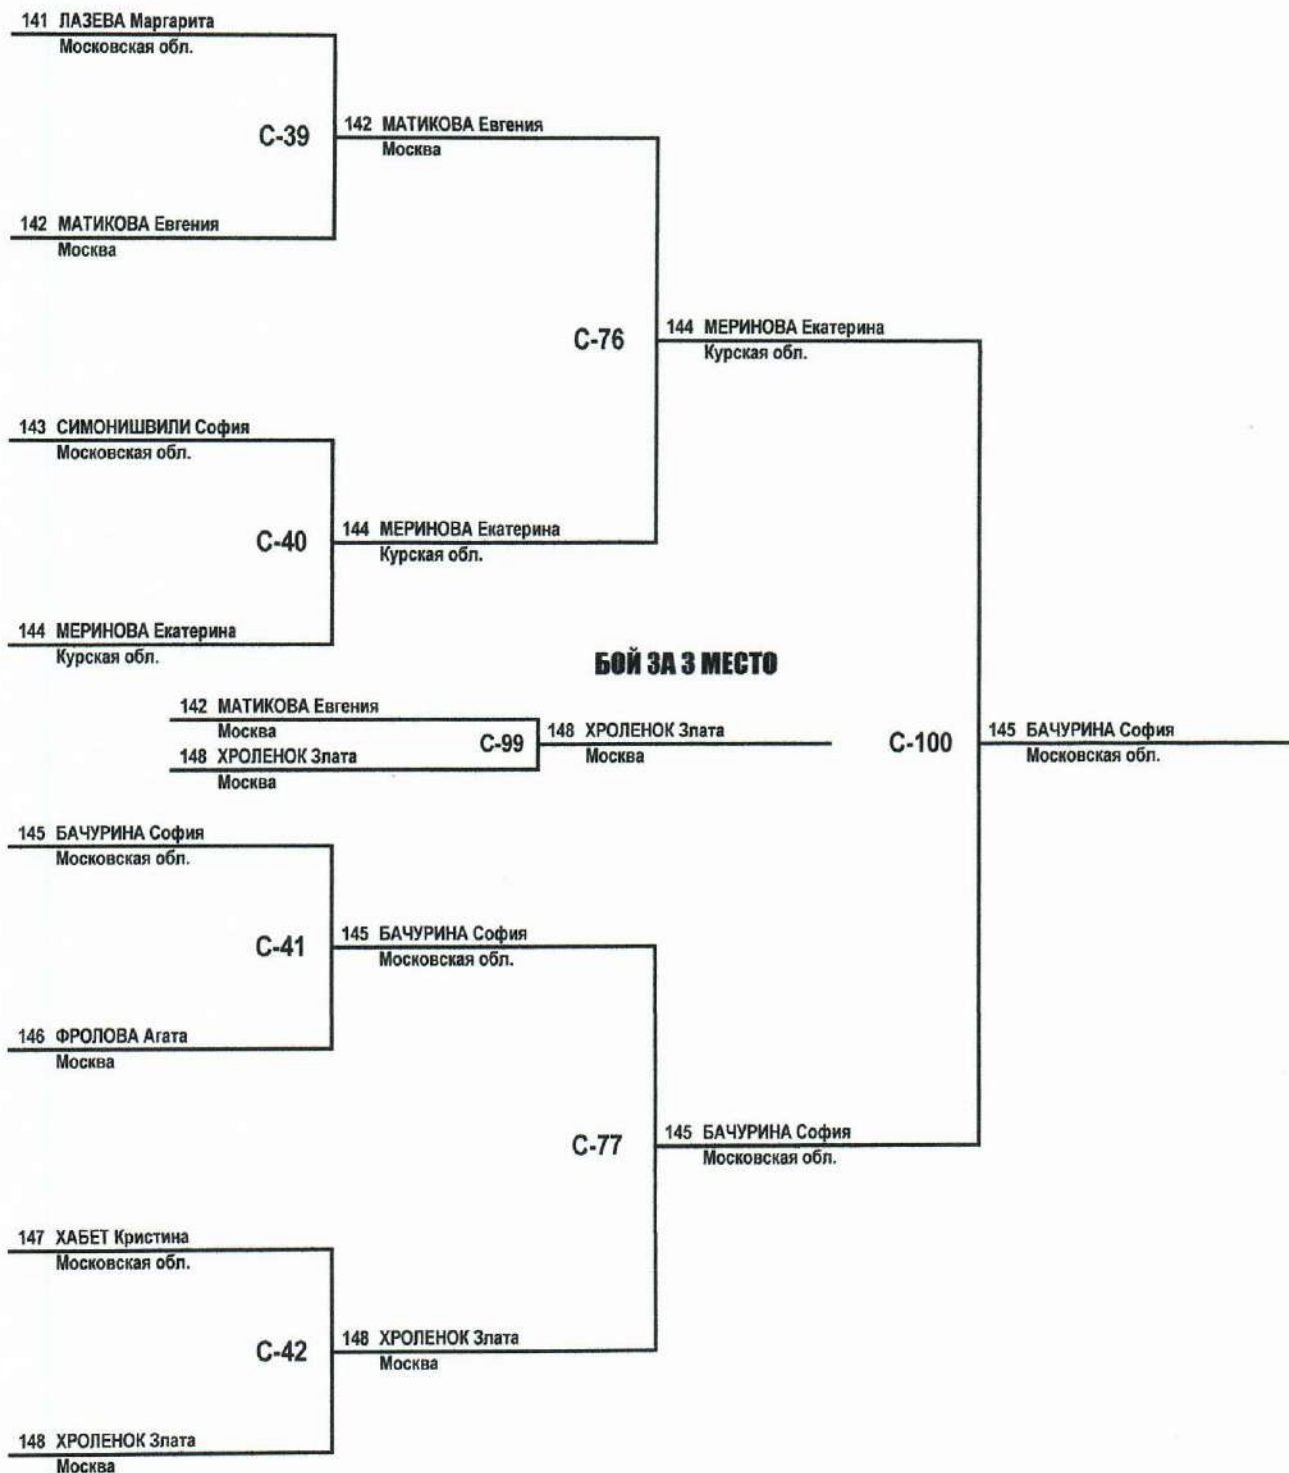 141 ЛАЗЕВА Маргарита
Московская обл.
С-39
142 МАТИКОВА Евгения
Москва
142 МАТИКОВА Евгения
Москва
С-76
144 МЕРИНОВА Екатерина
Курская обл.
143 СИМОНИШВИЛИ София
Московская обл.
С-40
144 МЕРИНОВА Екатерина
Курская обл.
144 МЕРИНОВА Екатерина
Курская обл.
БОЙ ЗА 3 МЕСТО
142 МАТИКОВА Евгения
Москва
148 ХРОЛЕНОК Злата
Москва
С-99
148 ХРОЛЕНОК Злата
Москва
С-100
145 БАЧУРИНА София
Московская обл.
145 БАЧУРИНА София
Московская обл.
С-41
145 БАЧУРИНА София
Московская обл.
146 ФРОЛОВА Агата
Москва
С-77
145 БАЧУРИНА София
Московская обл.
147 ХАБЕТ Кристина
Московская обл.
С-42
148 ХРОЛЕНОК Злата
Москва
148 ХРОЛЕНОК Злата
Москва